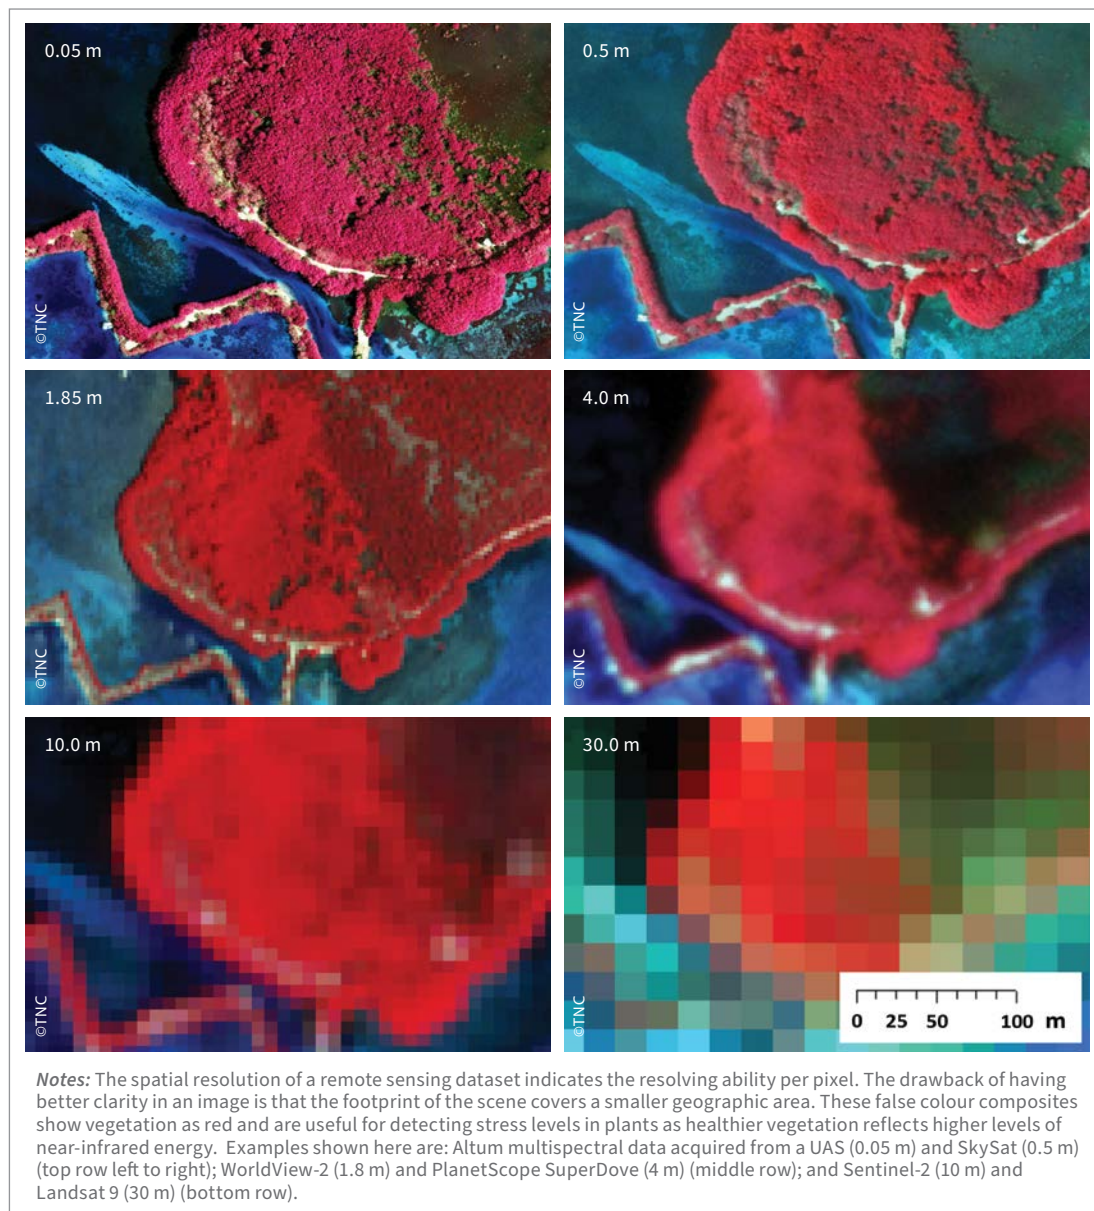 0.05 m
0.5 m
©TNC
©TNC
1.85 m
4.0 m
©TNC
©TNC
10.0 m
30.0 m
©TNC
©TNC
0 25 50 100 m
Notes: The spatial resolution of a remote sensing dataset indicates the resolving ability per pixel. The drawback of having
better clarity in an image is that the footprint of the scene covers a smaller geographic area. These false colour composites
show vegetation as red and are useful for detecting stress levels in plants as healthier vegetation reflects higher levels of
near-infrared energy. Examples shown here are: Altum multispectral data acquired from a UAS (0.05 m) and SkySat (0.5 m)
(top row left to right); WorldView-2 (1.8 m) and PlanetScope SuperDove (4 m) (middle row); and Sentinel-2 (10 m) and
Landsat 9 (30 m) (bottom row).